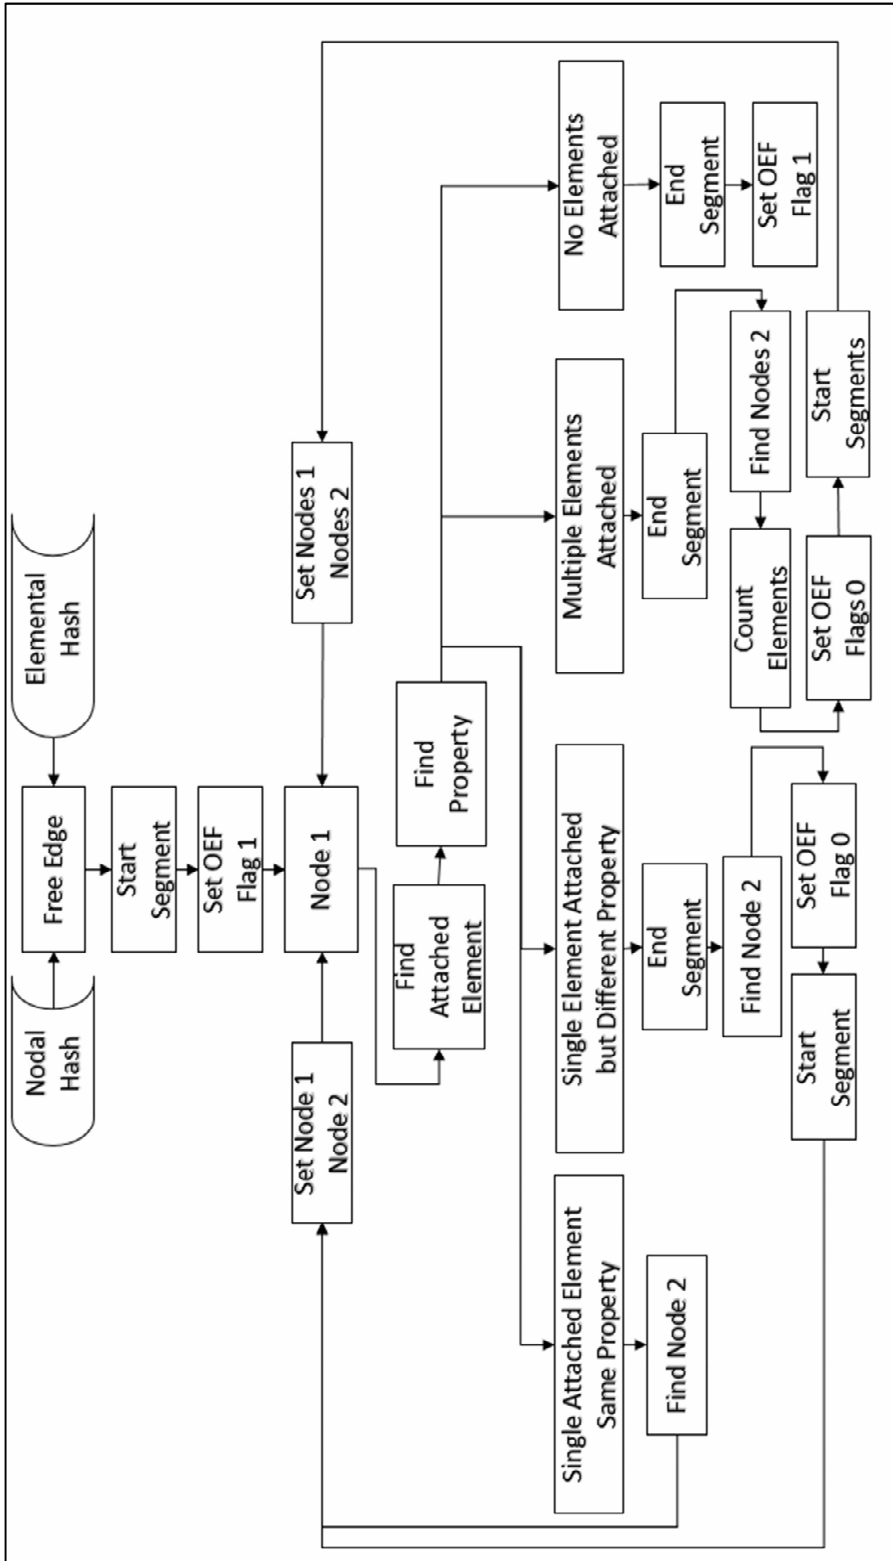 Nodal
Hash
Free Edge
Elemental
Hash
Start
Segment
Set OEF
Flag 1
Set Node 1
Node 2
Node 1
Set Nodes 1
Nodes 2
Find
Attached
Element
Find
Property
Single Attached Element
Same Property
Find Node 2
Single Element Attached
but Different Property
End
Segment
Find Node 2
Set OEF
Flag 0
Start
Segment
Multiple Elements
Attached
End
Segment
Find Nodes 2
Count
Elements
Set OEF
Flags 0
Start
Segments
No Elements
Attached
End
Segment
Set OEF
Flag 1